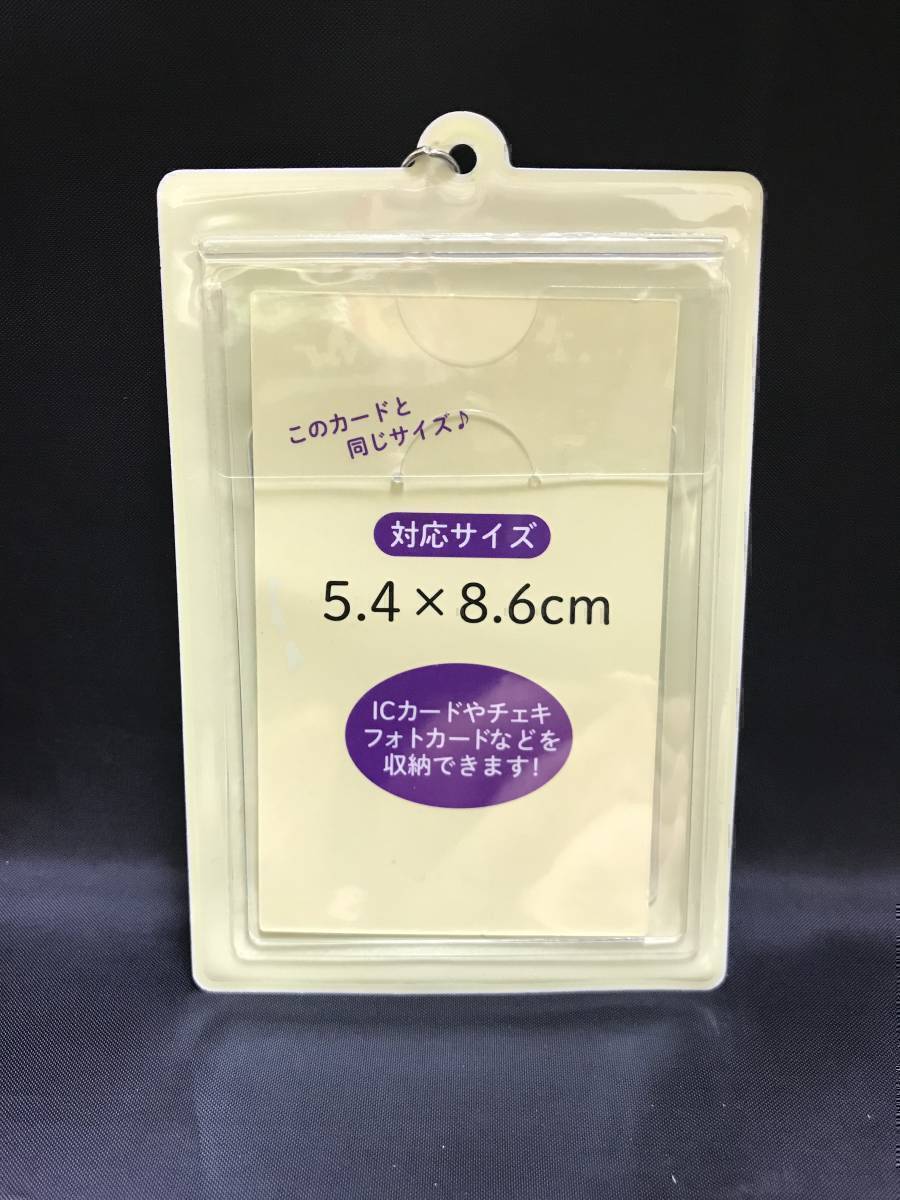 このカードと
同じサイズ♪
対応サイズ
5.4×8.6cm
ICカードやチェキ
フォトカードなどを
収納できます!